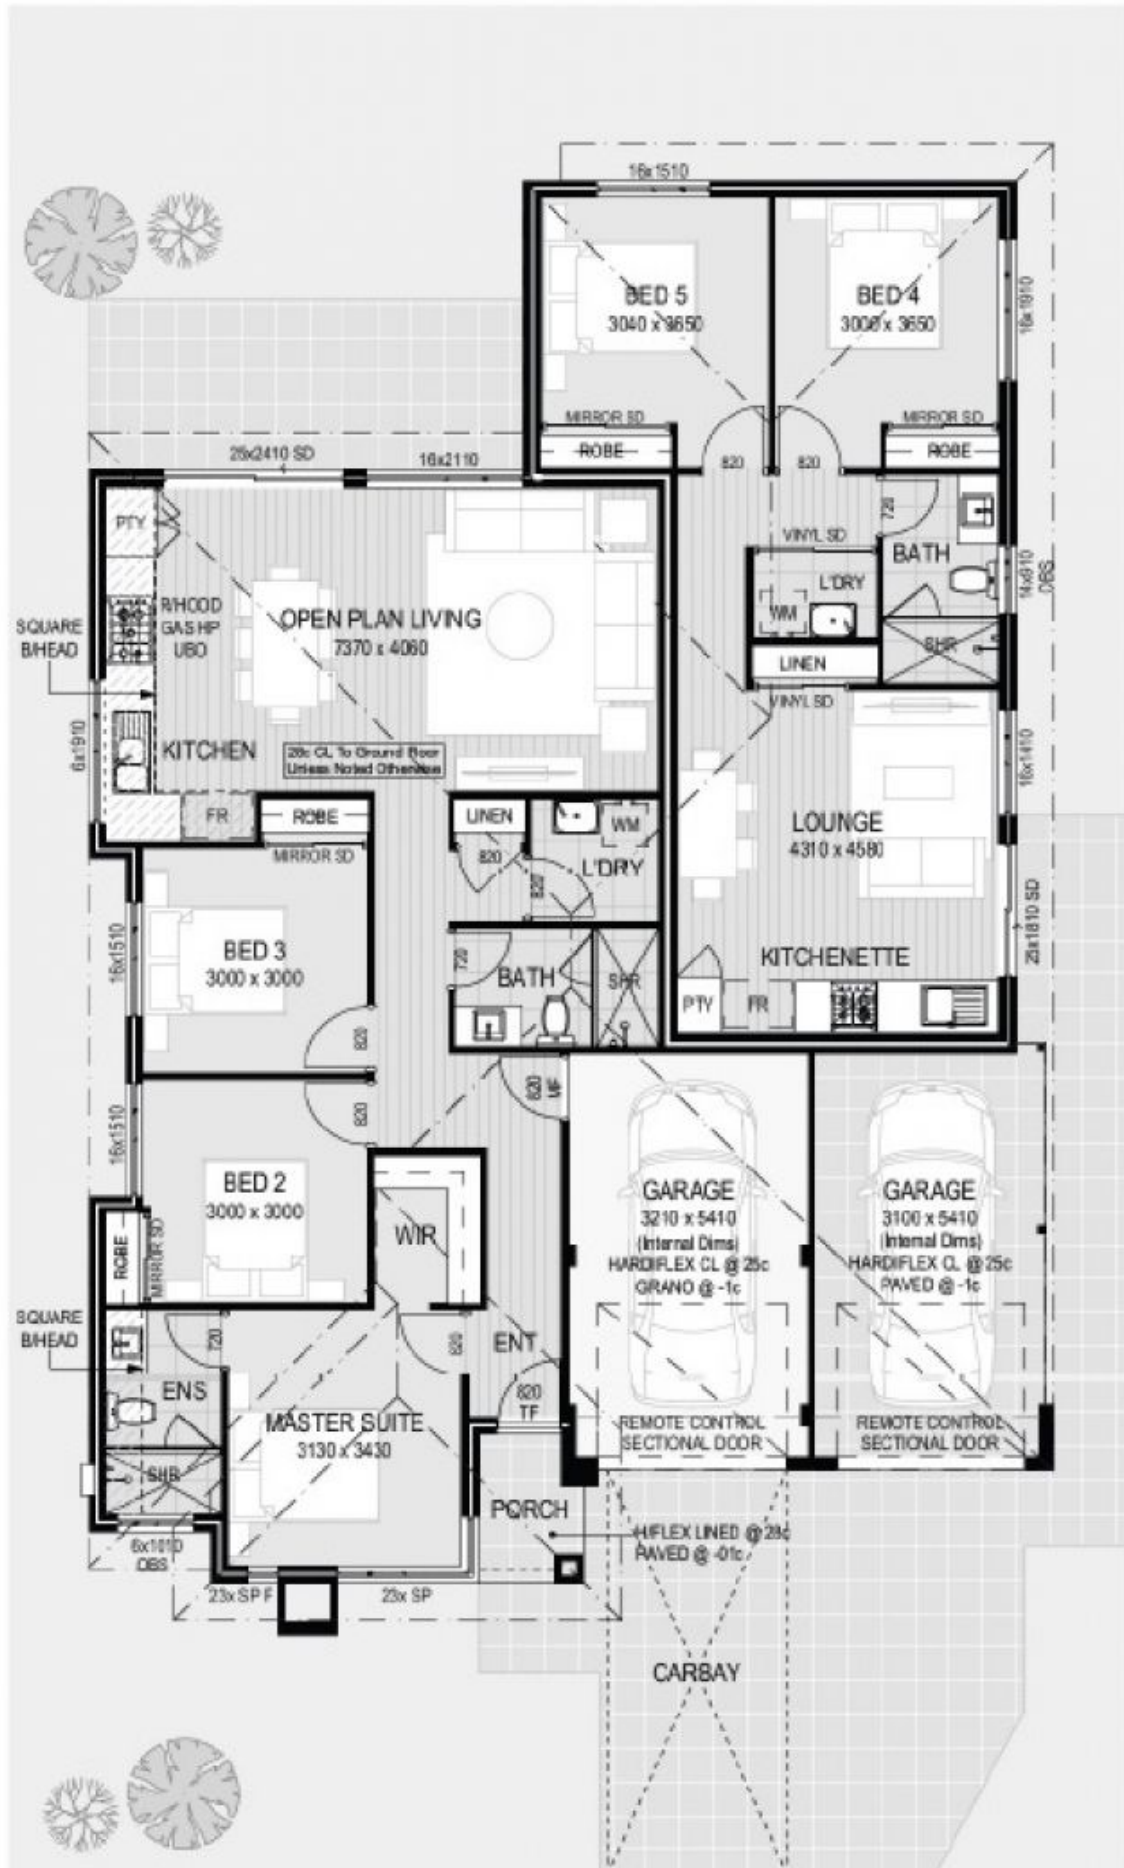 16x1510
BED 5
3040 x 3650
BED 4
3000 x 3650
16x1910
MIRROR SD
ROBE
MIRROR SD
ROBE
820
820
25x2410 SD
16x2110
PTY
720
VINYL SD
BATH
L'DRY
WM
14x910
OBS
SHR
LINEN
VINYL SD
SQUARE
B/HEAD
R/HOOD
GAS HP
UBO
OPEN PLAN LIVING
7370 x 4060
6x1910
KITCHEN
28c CL To Ground Floor
Unless Noted Otherwise
16x1410
FR
ROBE
MIRROR SD
LINEN
820
WM
L'DRY
820
LOUNGE
4310 x 4580
25x1810 SD
16x1510
BED 3
3000 x 3000
720
BATH
SHR
KITCHENETTE
PTY
FR
820
820
820
MF
16x1510
BED 2
3000 x 3000
GARAGE
3210 x 5410
(Internal Dims)
HARDIFLEX CL @ 25c
GRANO @ -1c
GARAGE
3100 x 5410
(Internal Dims)
HARDIFLEX CL @ 25c
PAVED @ -1c
WIR
ROBE
MIRROR SD
SQUARE
B/HEAD
720
820
ENT
ENS
820
TF
MASTER SUITE
3130 x 3430
REMOTE CONTROL
SECTIONAL DOOR
REMOTE CONTROL
SECTIONAL DOOR
SHR
PORCH
H/FLEX LINED @ 28c
PAVED @ -01c
6x1010
OBS
23x SP F
23x SP
CARBAY